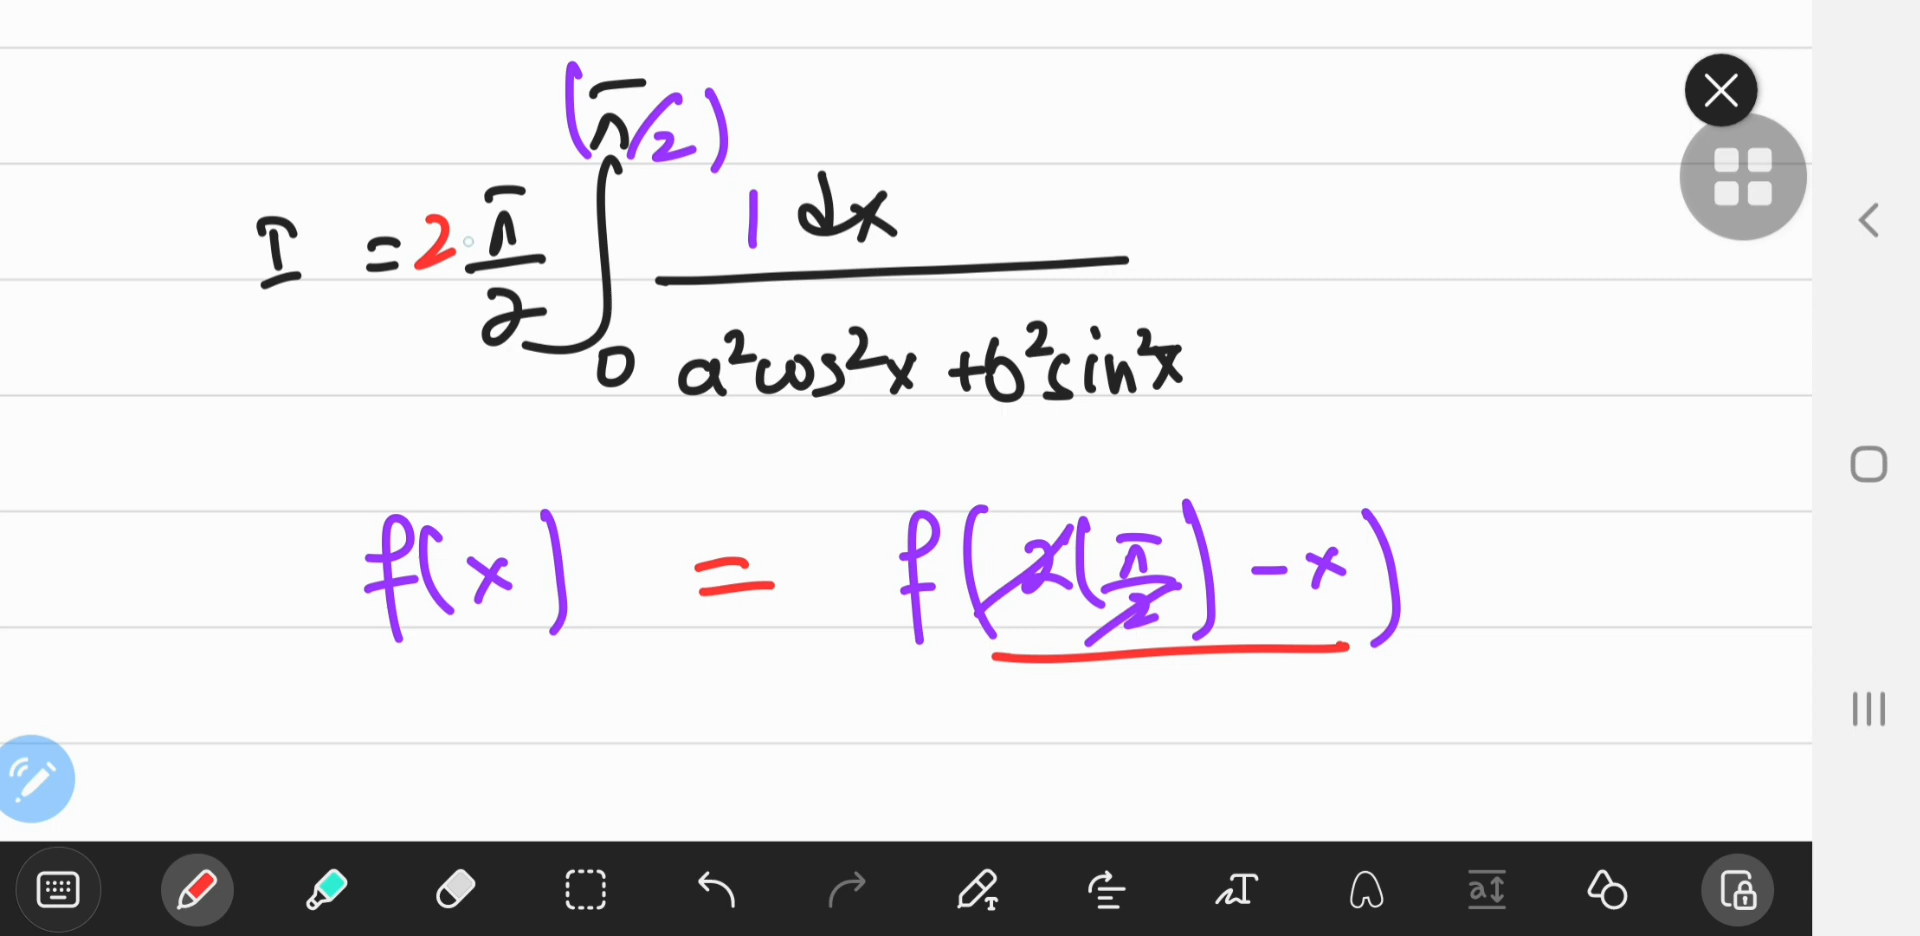 I = 2·π/2 ∫₀^(π/2) 1 dx / a²cos²x + b²sin²x
f(x) = f(2(π/2) - x)